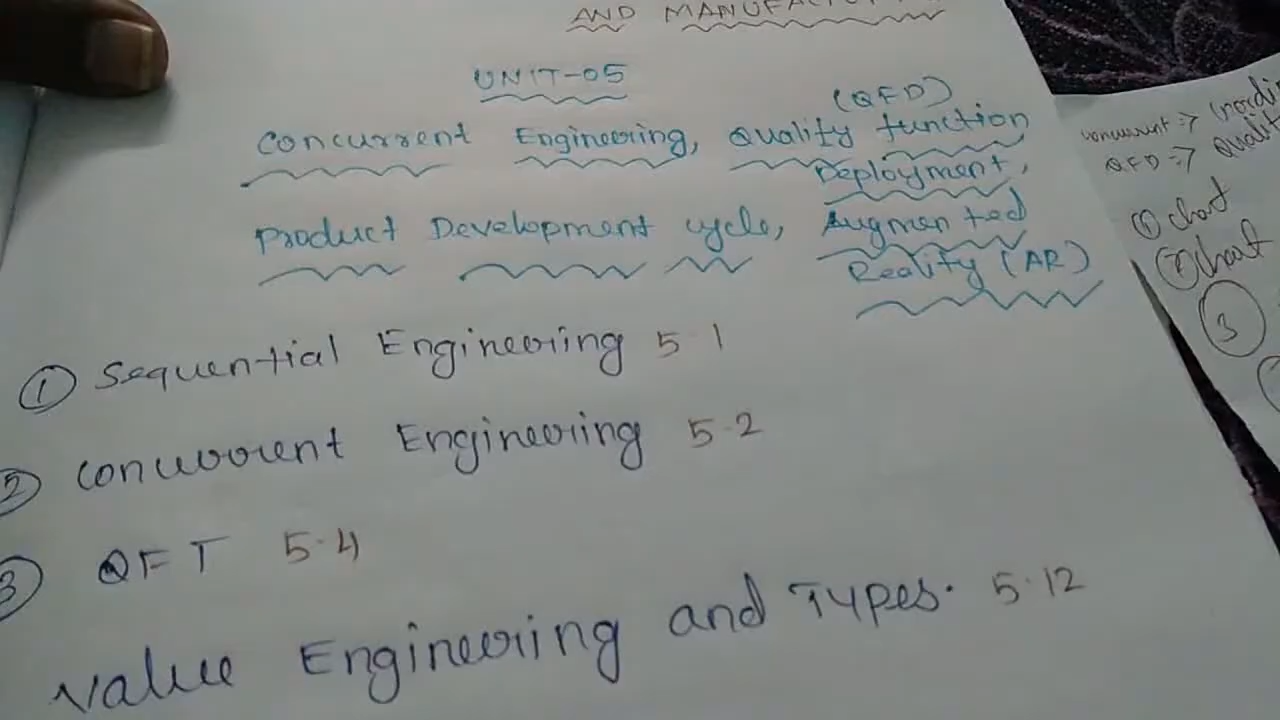 AND MANUFACTU
UNIT-05
(QFD)
Concurrent Engineering, Quality function
Deployment,
Product Development cycle, Augmented
Reality (AR)
① Sequential Engineering 5.1
② Concurrent Engineering 5.2
③ QFT 5.4
Value Engineering and Types. 5.12
concurrent =>
QFD =>
① chart
② chart
③